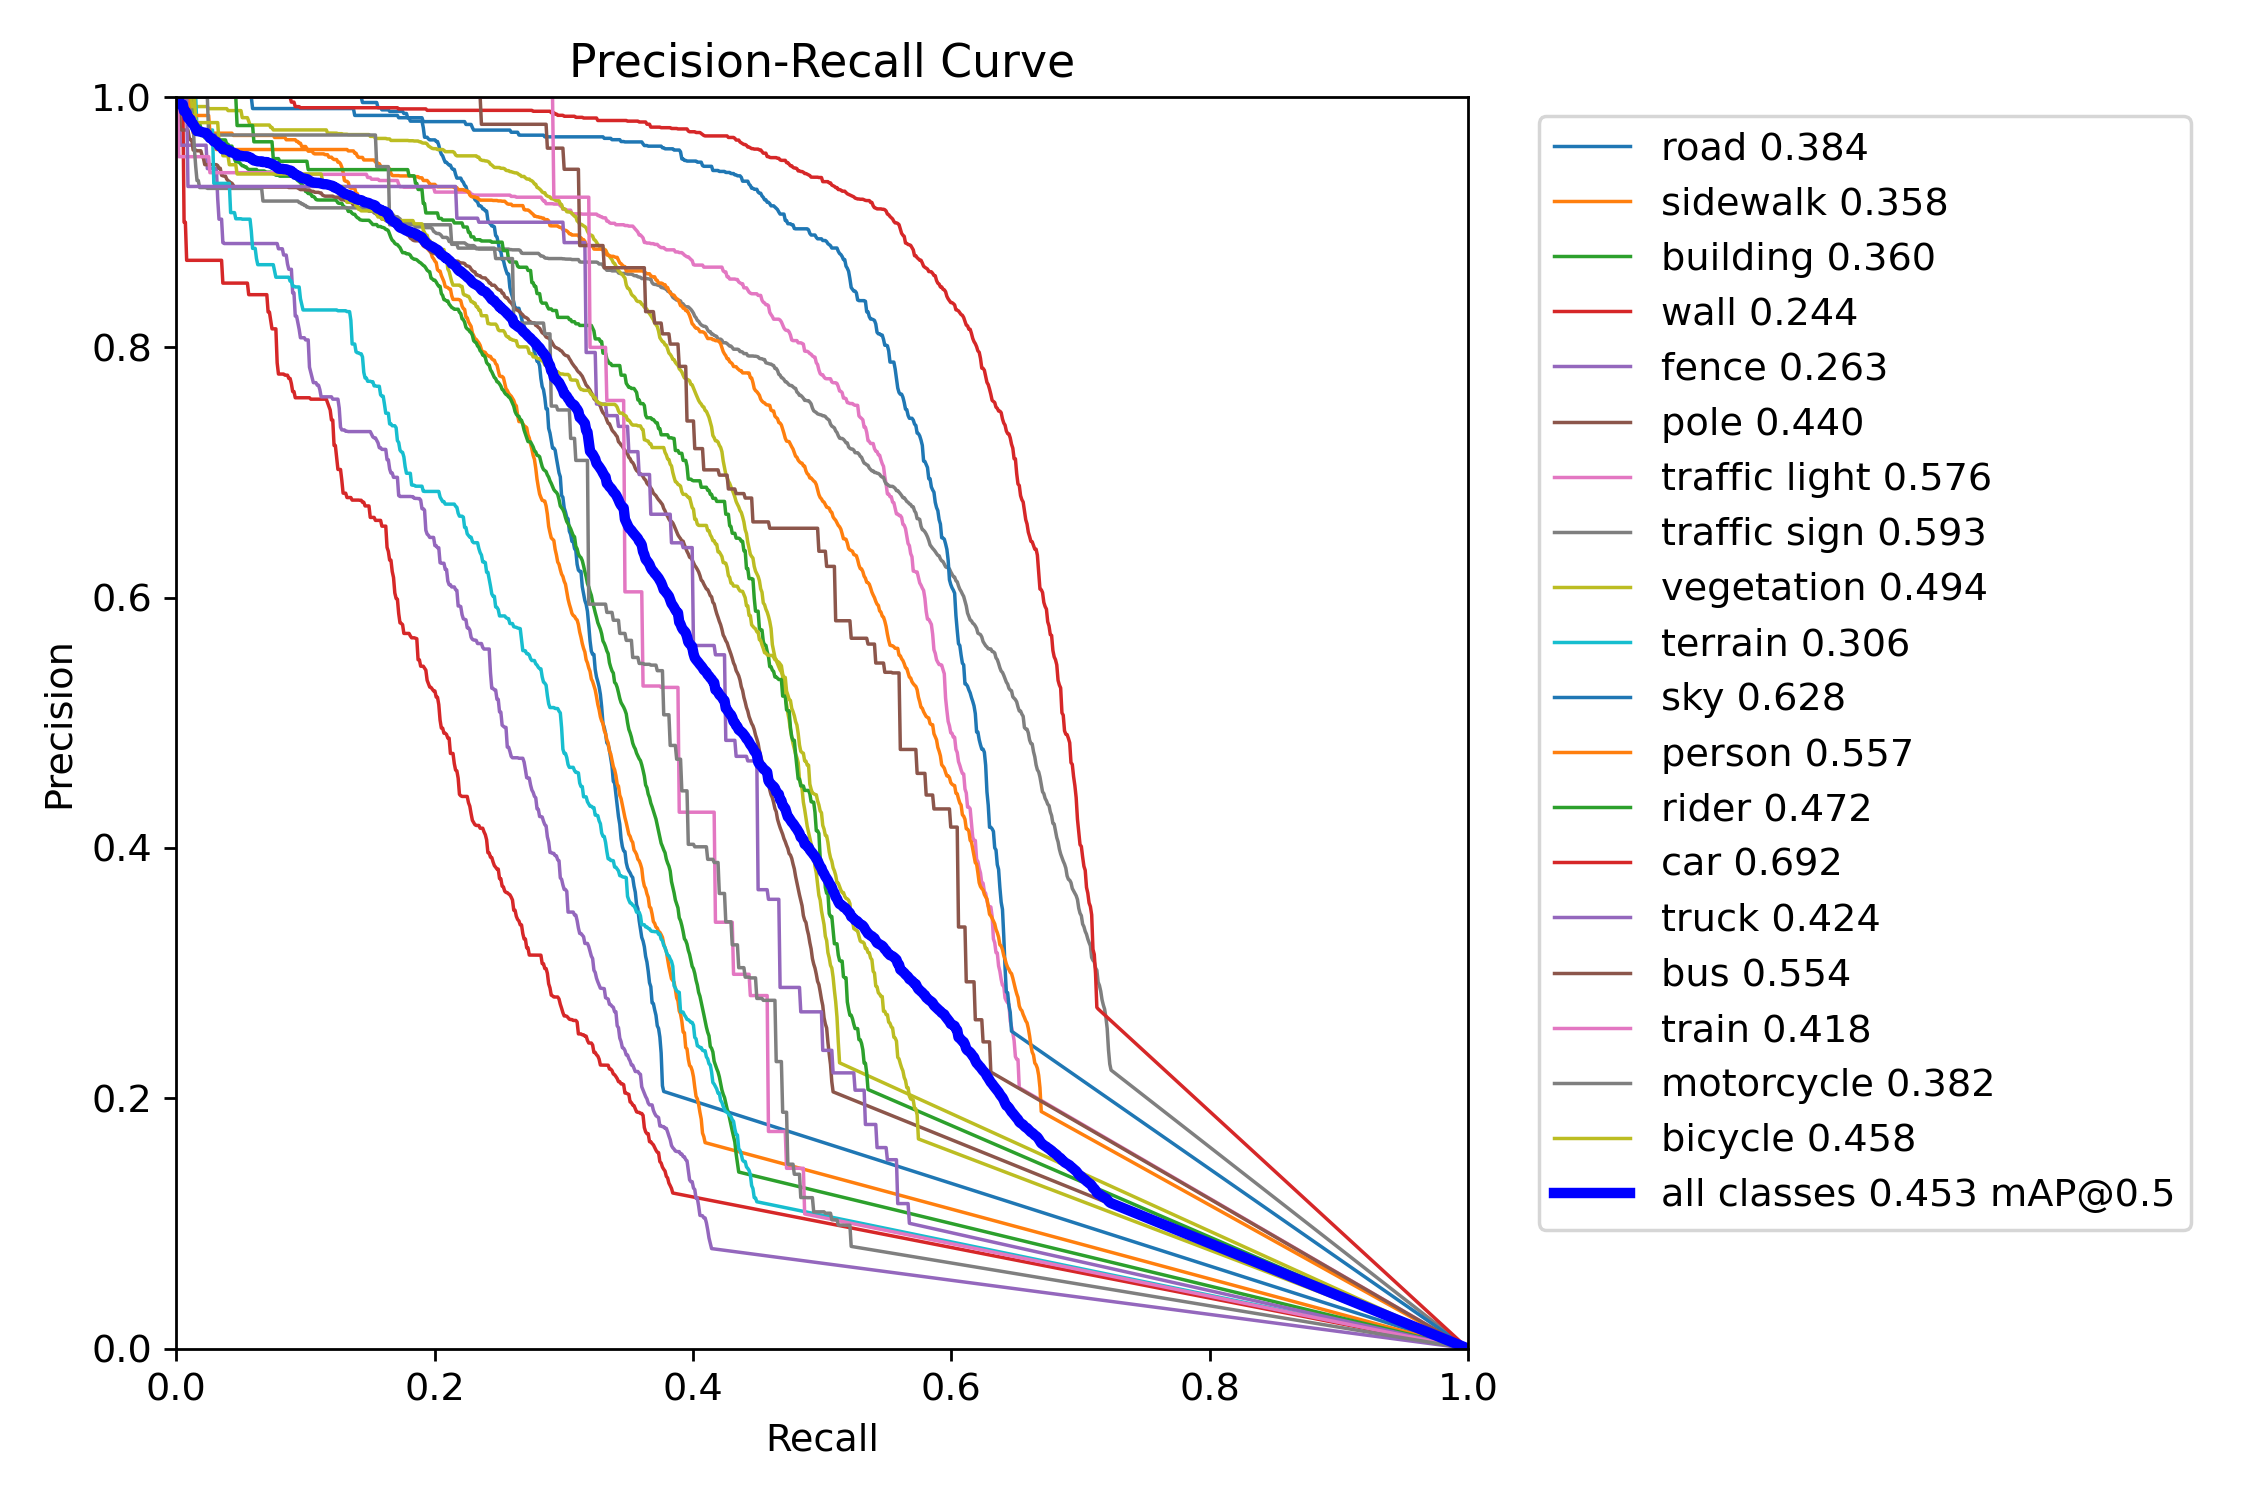 Precision-Recall Curve
1.0
0.8
0.6
0.4
0.2
0.0
Precision
0.0 0.2 0.4 0.6 0.8 1.0
Recall
road 0.384
sidewalk 0.358
building 0.360
wall 0.244
fence 0.263
pole 0.440
traffic light 0.576
traffic sign 0.593
vegetation 0.494
terrain 0.306
sky 0.628
person 0.557
rider 0.472
car 0.692
truck 0.424
bus 0.554
train 0.418
motorcycle 0.382
bicycle 0.458
all classes 0.453 mAP@0.5